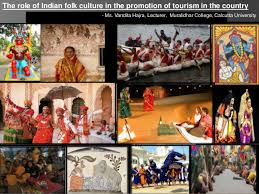 The role of Indian folk culture in the promotion of tourism in the country
- Ms. Vandita Hajra, Lecturer, Muralidhar College, Calcutta University